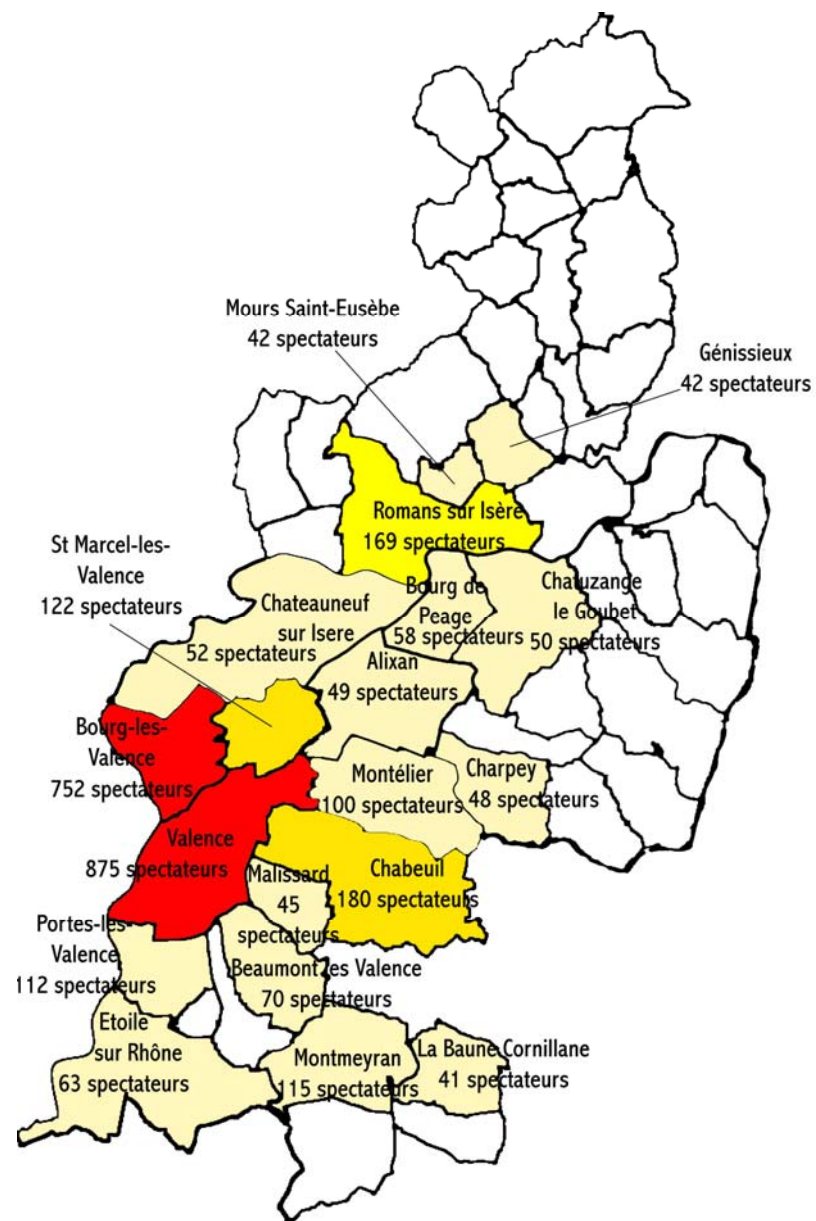 Mours Saint-Eusèbe
42 spectateurs
Génissieux
42 spectateurs
Romans sur Isère
169 spectateurs
St Marcel-les-
Valence
122 spectateurs
Chateauneuf
sur Isere
52 spectateurs
Bourg de
Peage
58 spectateurs
Chatuzange
le Goubet
50 spectateurs
Alixan
49 spectateurs
Bourg-les-
Valence
752 spectateurs
Montélier
100 spectateurs
Charpey
48 spectateurs
Valence
875 spectateurs
Chabeuil
180 spectateurs
Malissard
45
spectateurs
Portes-les-
Valence
112 spectateurs
Beaumont les Valence
70 spectateurs
Etoile
sur Rhône
63 spectateurs
Montmeyran
115 spectateurs
La Baune Cornillane
41 spectateurs